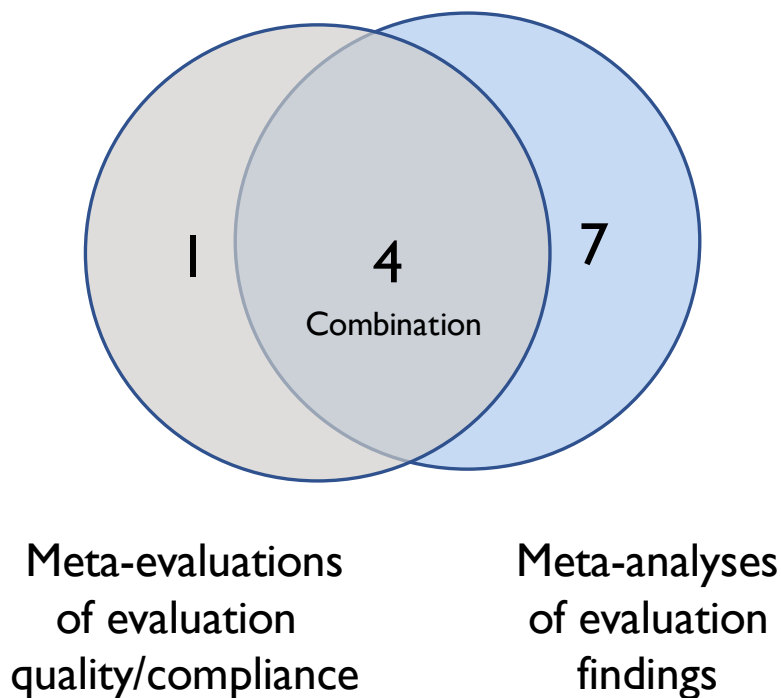 1
4
7
Combination
Meta-evaluations
of evaluation
quality/compliance
Meta-analyses
of evaluation
findings